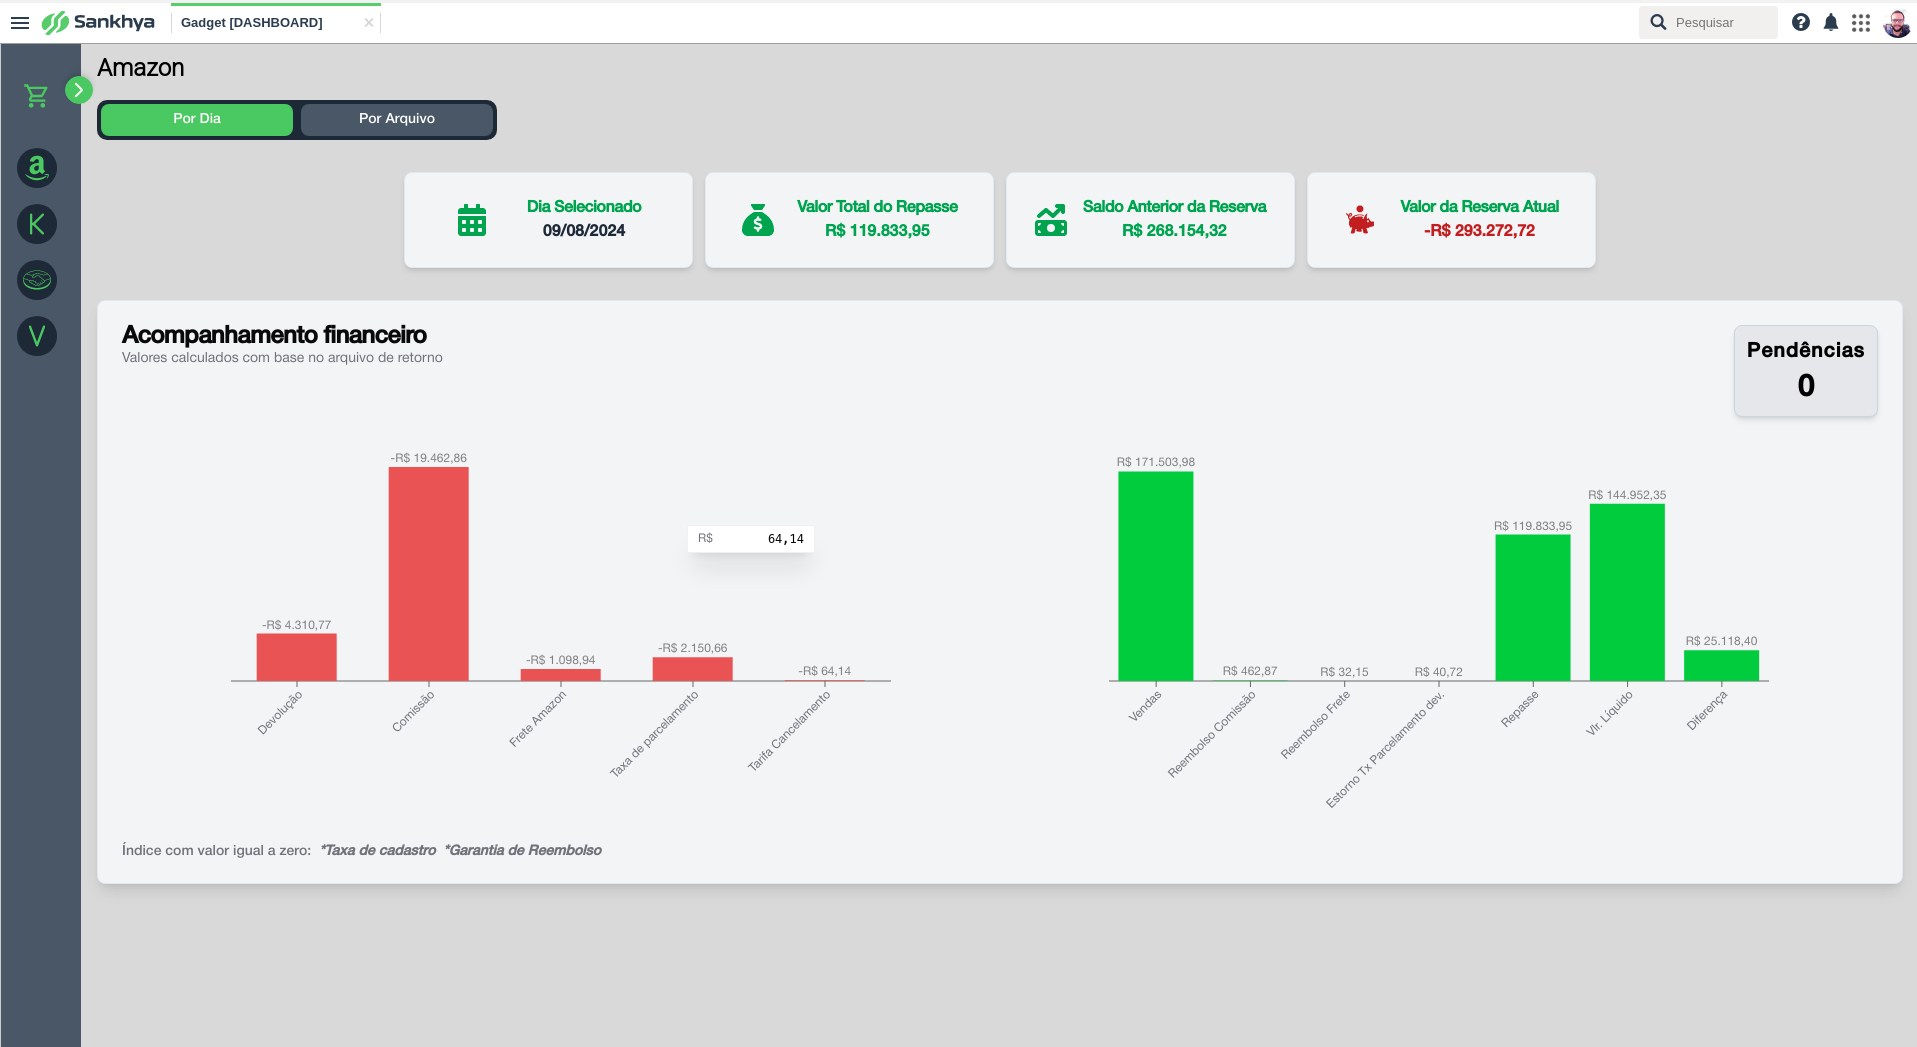 Sankhya
Gadget [DASHBOARD]
Pesquisar
Amazon
Por Dia
Por Arquivo
Dia Selecionado
09/08/2024
Valor Total do Repasse
R$ 119.833,95
Saldo Anterior da Reserva
R$ 268.154,32
Valor da Reserva Atual
-R$ 293.272,72
a
K
V
Acompanhamento financeiro
Valores calculados com base no arquivo de retorno
Pendências
0
-R$ 4.310,77
-R$ 19.462,86
-R$ 1.098,94
-R$ 2.150,66
-R$ 64,14
R$ 64,14
Devolução
Comissão
Frete Amazon
Taxa de parcelamento
Tarifa Cancelamento
R$ 171.503,98
R$ 462,87
R$ 32,15
R$ 40,72
R$ 119.833,95
R$ 144.952,35
R$ 25.118,40
Vendas
Reembolso Comissão
Reembolso Frete
Estorno Tx Parcelamento dev.
Repasse
Vlr. Líquido
Diferença
Índice com valor igual a zero: *Taxa de cadastro *Garantia de Reembolso